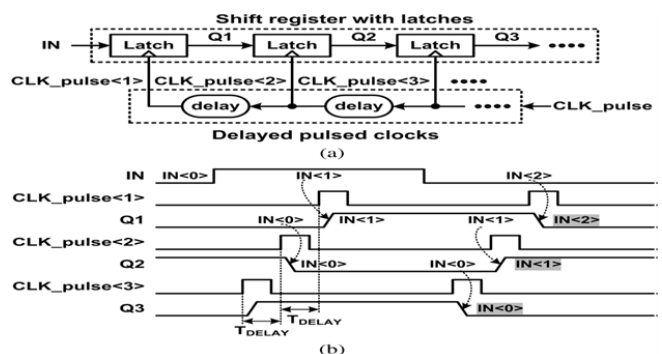 Shift register with latches
IN Latch Q1 Latch Q2 Latch Q3
CLK_pulse<1> CLK_pulse<2> CLK_pulse<3>
delay delay CLK_pulse
Delayed pulsed clocks
(a)
IN IN<0> IN<1> IN<2>
CLK_pulse<1>
Q1 IN<0> IN<1> IN<1> IN<2>
CLK_pulse<2>
Q2 IN<0> IN<0> IN<1>
CLK_pulse<3>
Q3 IN<0>
TDELAY TDELAY
(b)